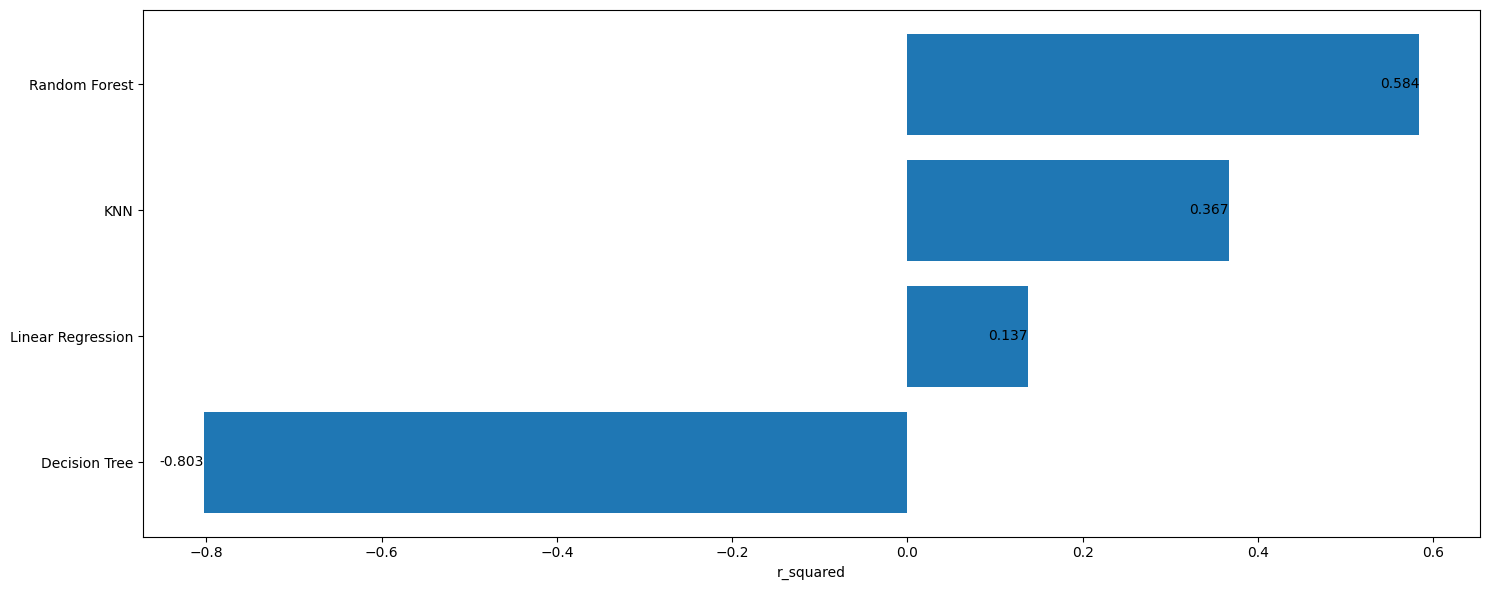 Random Forest
0.584
KNN
0.367
Linear Regression
0.137
Decision Tree
-0.803
−0.8 −0.6 −0.4 −0.2 0.0 0.2 0.4 0.6
r_squared